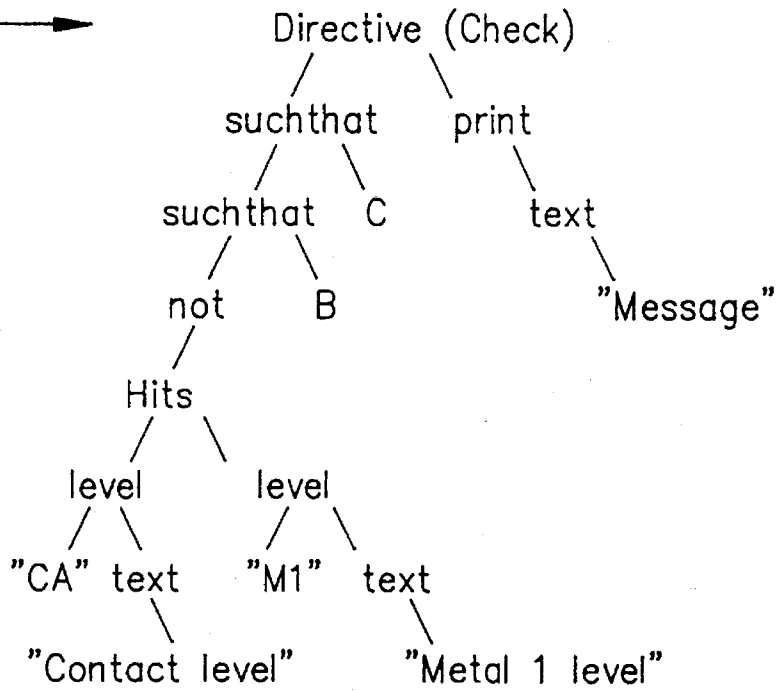 Directive (Check)
suchthat print
suchthat C text
not B "Message"
Hits
level level
"CA" text "M1" text
"Contact level" "Metal 1 level"